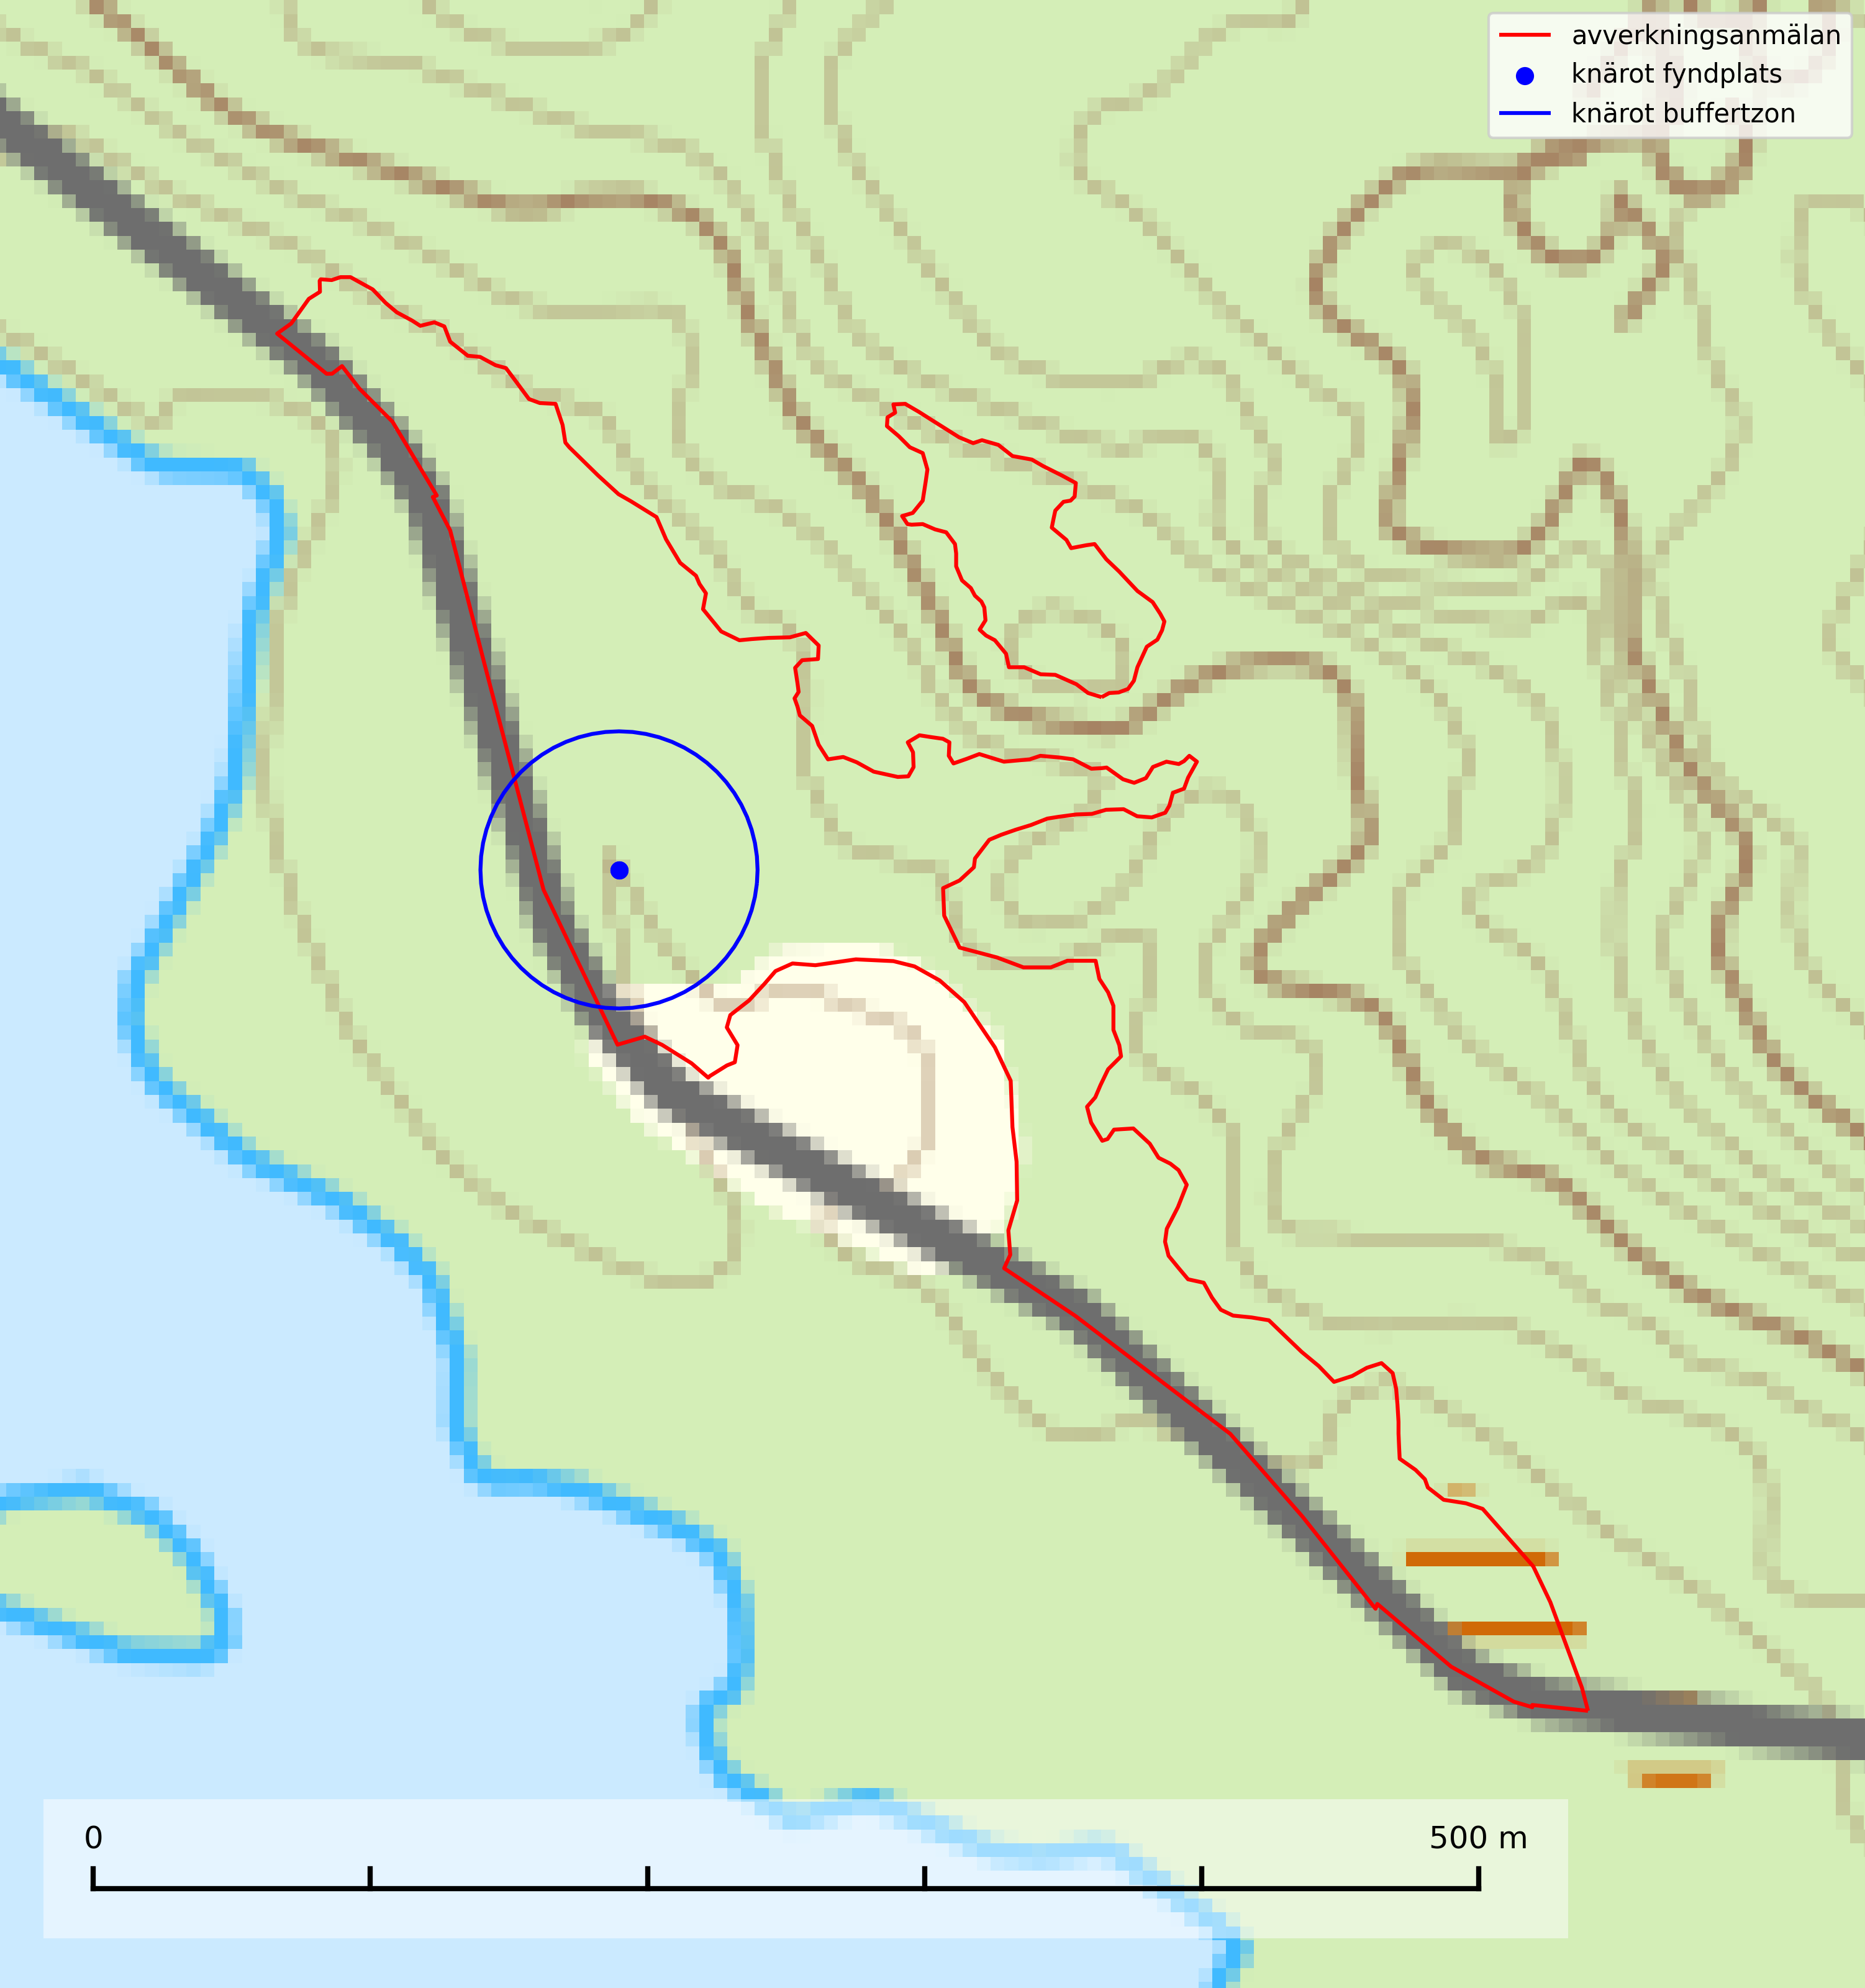 avverkningsanmälan
knärot fyndplats
knärot buffertzon
0 500 m